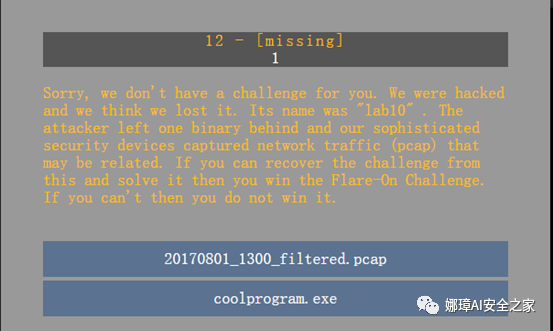 12 - [missing]
1
Sorry, we don't have a challenge for you. We were hacked
and we think we lost it. Its name was "lab10" . The
attacker left one binary behind and our sophisticated
security devices captured network traffic (pcap) that
may be related. If you can recover the challenge from
this and solve it then you win the Flare-On Challenge.
If you can't then you do not win it.
20170801_1300_filtered.pcap
coolprogram.exe
娜璋AI安全之家